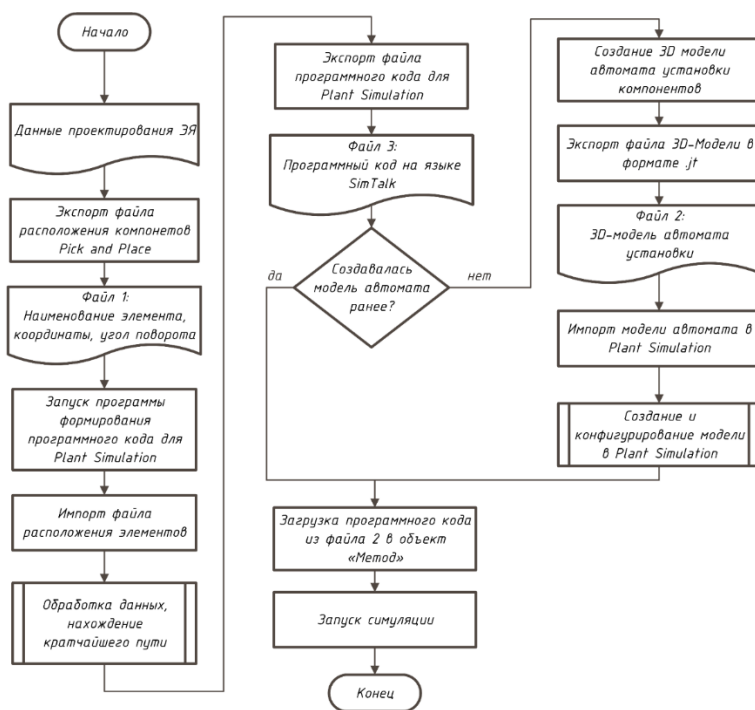 Начало
Данные проектирования ЭЯ
Экспорт файла
расположения компонетов
Pick and Place
Файл 1:
Наименование элемента,
координаты, угол поворота
Запуск программы
формирования
программного кода для
Plant Simulation
Импорт файла
расположения элементов
Обработка данных,
нахождение
кратчайшего пути
Экспорт файла
программного кода для
Plant Simulation
Файл 3:
Программный код на языке
SimTalk
Создавалась
модель автомата
ранее?
да
нет
Создание 3D модели
автомата установки
компонентов
Экспорт файла 3D-Модели в
формате .jt
Файл 2:
3D-модель автомата
установки
Импорт модели автомата в
Plant Simulation
Создание и
конфигурирование модели
в Plant Simulation
Загрузка программного кода
из файла 2 в объект
«Метод»
Запуск симуляции
Конец